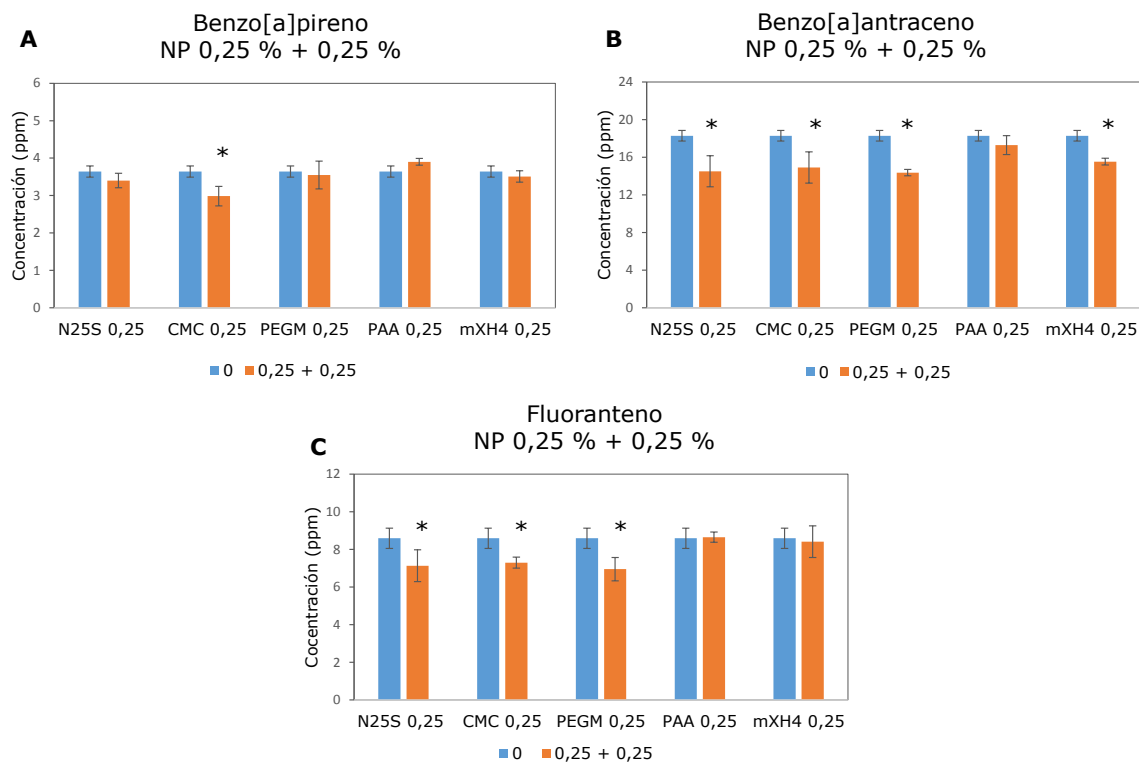 A
Benzo[a]pireno
NP 0,25 % + 0,25 %
Concentración (ppm)
6
5
4
3
2
1
0
*
N25S 0,25 CMC 0,25 PEGM 0,25 PAA 0,25 mXH4 0,25
0 0,25 + 0,25
B
Benzo[a]antraceno
NP 0,25 % + 0,25 %
Concentración (ppm)
24
20
16
12
8
4
0
* * * *
N25S 0,25 CMC 0,25 PEGM 0,25 PAA 0,25 mXH4 0,25
0 0,25 + 0,25
C
Fluoranteno
NP 0,25 % + 0,25 %
Cocentración (ppm)
12
10
8
6
4
2
0
* * *
N25S 0,25 CMC 0,25 PEGM 0,25 PAA 0,25 mXH4 0,25
0 0,25 + 0,25